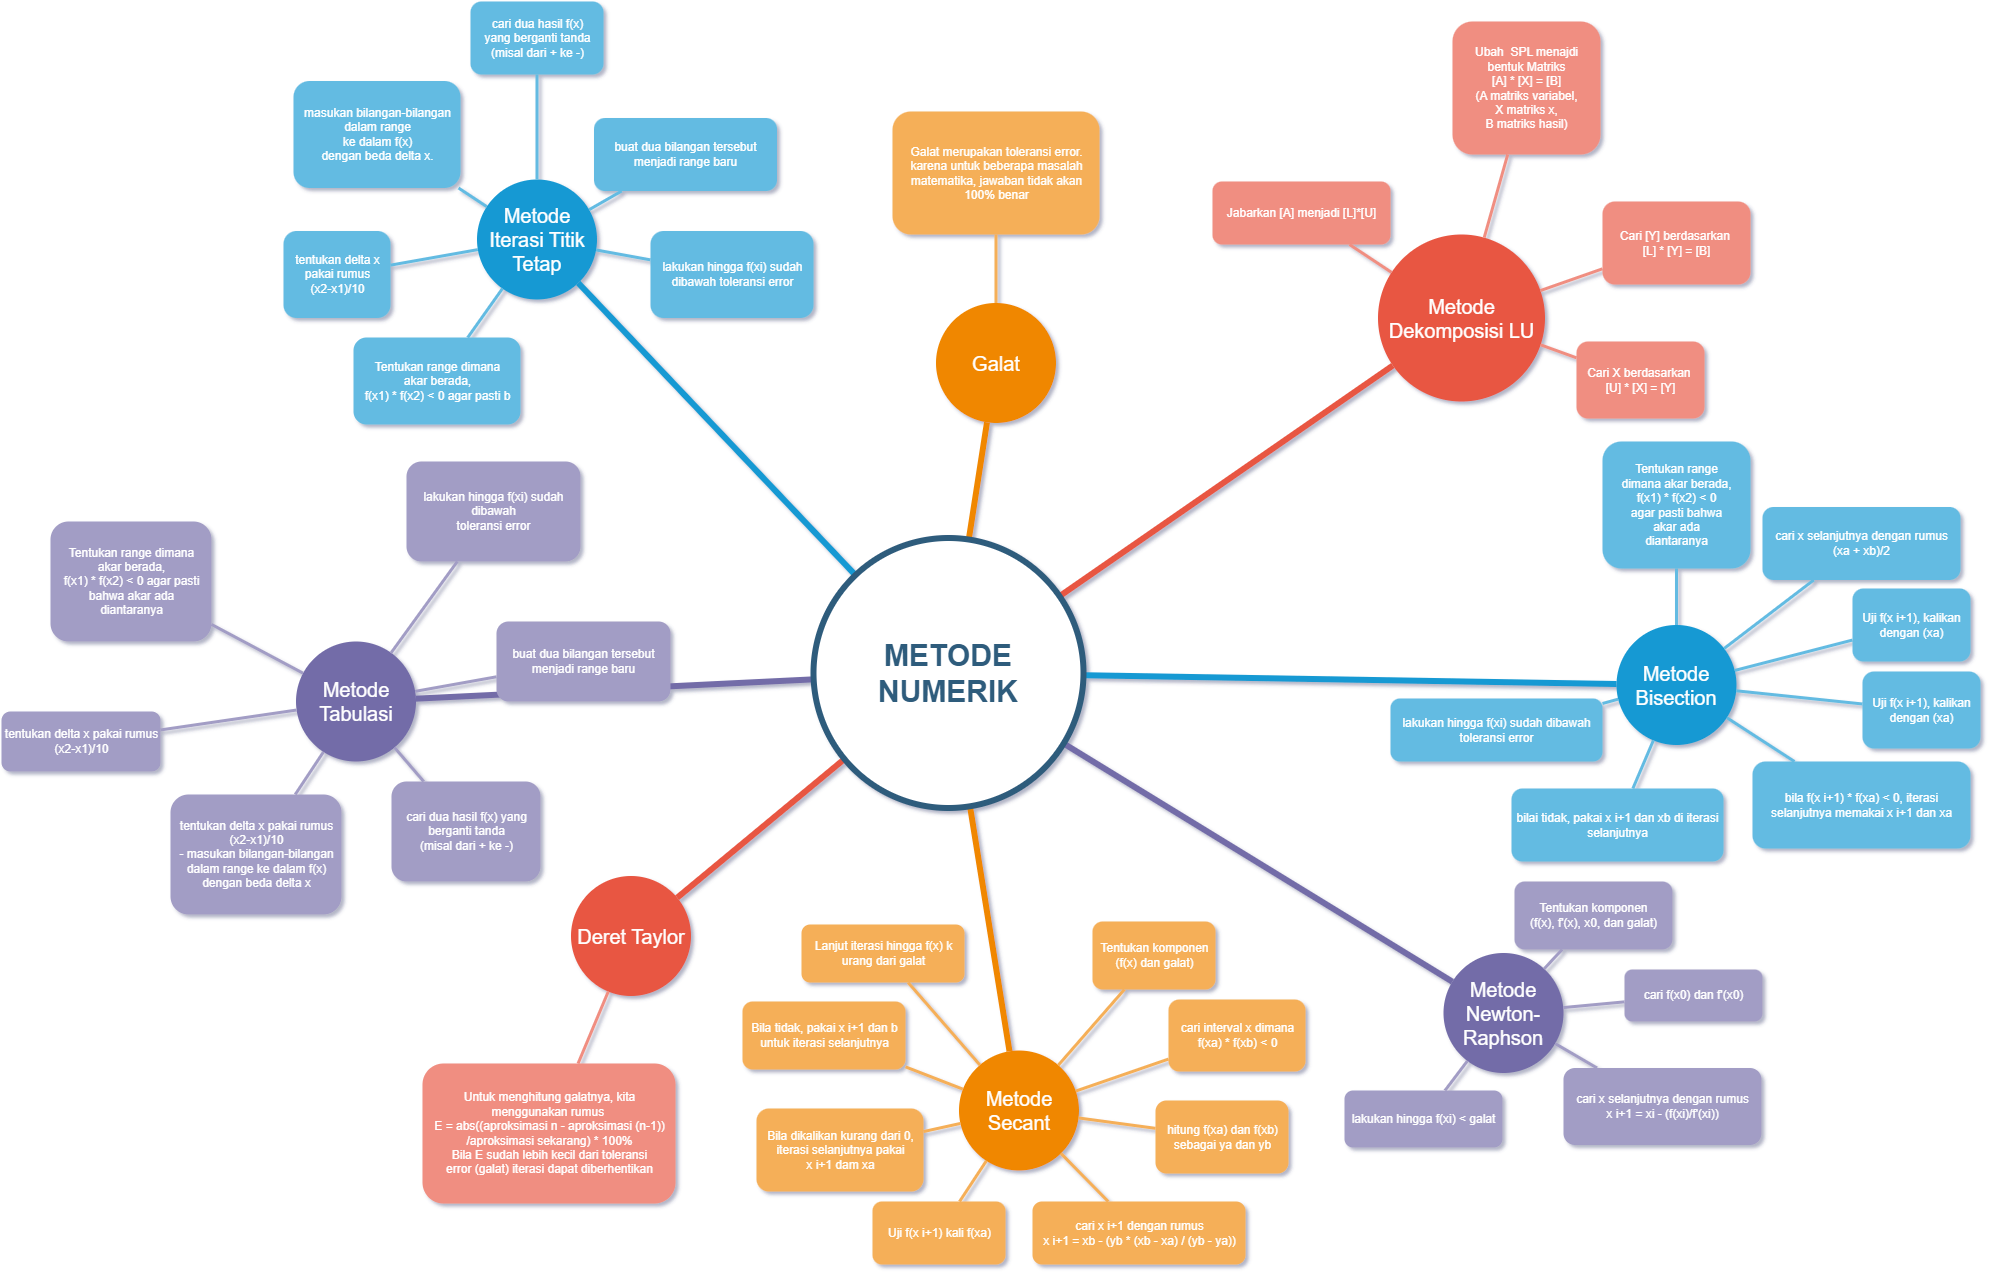 cari dua hasil f(x)
yang berganti tanda
(misal dari + ke -)
masukan bilangan-bilangan
dalam range
ke dalam f(x)
dengan beda delta x.
buat dua bilangan tersebut
menjadi range baru
Metode
Iterasi Titik
Tetap
tentukan delta x
pakai rumus
(x2-x1)/10
lakukan hingga f(xi) sudah
dibawah toleransi error
Tentukan range dimana
akar berada,
f(x1) * f(x2) < 0 agar pasti b
Galat merupakan toleransi error.
karena untuk beberapa masalah
matematika, jawaban tidak akan
100% benar
Galat
Ubah  SPL menajdi
bentuk Matriks
[A] * [X] = [B]
(A matriks variabel,
X matriks x,
B matriks hasil)
Jabarkan [A] menjadi [L]*[U]
Cari [Y] berdasarkan
[L] * [Y] = [B]
Metode
Dekomposisi LU
Cari X berdasarkan
[U] * [X] = [Y]
lakukan hingga f(xi) sudah
dibawah
toleransi error
Tentukan range dimana
akar berada,
f(x1) * f(x2) < 0 agar pasti
bahwa akar ada
diantaranya
buat dua bilangan tersebut
menjadi range baru
Metode
Tabulasi
tentukan delta x pakai rumus
(x2-x1)/10
tentukan delta x pakai rumus
(x2-x1)/10
- masukan bilangan-bilangan
dalam range ke dalam f(x)
dengan beda delta x
cari dua hasil f(x) yang
berganti tanda
(misal dari + ke -)
METODE
NUMERIK
Tentukan range
dimana akar berada,
f(x1) * f(x2) < 0
agar pasti bahwa
akar ada
diantaranya
cari x selanjutnya dengan rumus
(xa + xb)/2
Uji f(x i+1), kalikan
dengan (xa)
Metode
Bisection
Uji f(x i+1), kalikan
dengan (xa)
lakukan hingga f(xi) sudah dibawah
toleransi error
bilai tidak, pakai x i+1 dan xb di iterasi
selanjutnya
bila f(x i+1) * f(xa) < 0, iterasi
selanjutnya memakai x i+1 dan xa
Deret Taylor
Untuk menghitung galatnya, kita
menggunakan rumus
E = abs((aproksimasi n - aproksimasi (n-1))
/aproksimasi sekarang) * 100%
Bila E sudah lebih kecil dari toleransi
error (galat) iterasi dapat diberhentikan
Lanjut iterasi hingga f(x) k
urang dari galat
Tentukan komponen
(f(x) dan galat)
Bila tidak, pakai x i+1 dan b
untuk iterasi selanjutnya
cari interval x dimana
f(xa) * f(xb) < 0
Metode
Secant
Bila dikalikan kurang dari 0,
iterasi selanjutnya pakai
x i+1 dam xa
hitung f(xa) dan f(xb)
sebagai ya dan yb
Uji f(x i+1) kali f(xa)
cari x i+1 dengan rumus
x i+1 = xb - (yb * (xb - xa) / (yb - ya))
Tentukan komponen
(f(x), f'(x), x0, dan galat)
cari f(x0) dan f'(x0)
Metode
Newton-
Raphson
lakukan hingga f(xi) < galat
cari x selanjutnya dengan rumus
x i+1 = xi - (f(xi)/f'(xi))